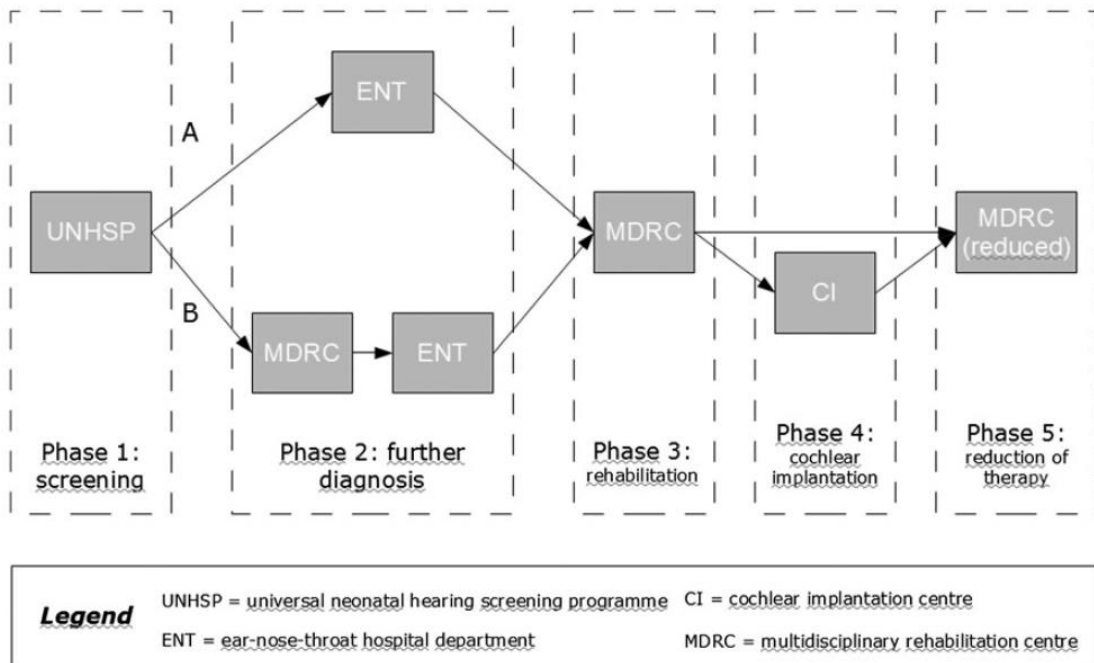 ENT
A
UNHSP
MDRC
MDRC
(reduced)
CI
B
MDRC
ENT
Phase 1:
screening
Phase 2: further
diagnosis
Phase 3:
rehabilitation
Phase 4:
cochlear
implantation
Phase 5:
reduction of
therapy
Legend
UNHSP = universal neonatal hearing screening programme
CI = cochlear implantation centre
ENT = ear-nose-throat hospital department
MDRC = multidisciplinary rehabilitation centre